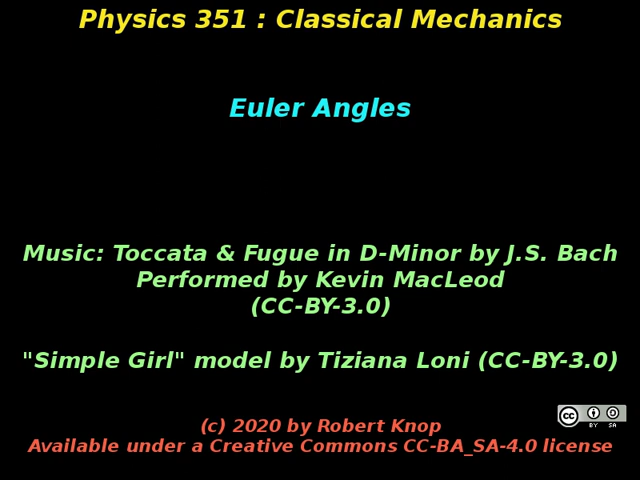 Physics 351 : Classical Mechanics
Euler Angles
Music: Toccata & Fugue in D-Minor by J.S. Bach
Performed by Kevin MacLeod
(CC-BY-3.0)
"Simple Girl" model by Tiziana Loni (CC-BY-3.0)
(c) 2020 by Robert Knop
Available under a Creative Commons CC-BA_SA-4.0 license
cc BY SA